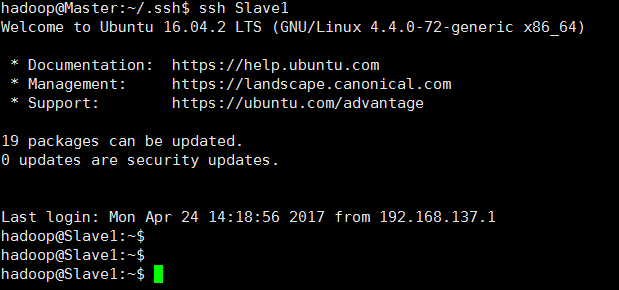 hadoop@Master:~/.ssh$ ssh Slave1
Welcome to Ubuntu 16.04.2 LTS (GNU/Linux 4.4.0-72-generic x86_64)
* Documentation:  https://help.ubuntu.com
* Management:     https://landscape.canonical.com
* Support:        https://ubuntu.com/advantage
19 packages can be updated.
0 updates are security updates.
Last login: Mon Apr 24 14:18:56 2017 from 192.168.137.1
hadoop@Slave1:~$
hadoop@Slave1:~$
hadoop@Slave1:~$